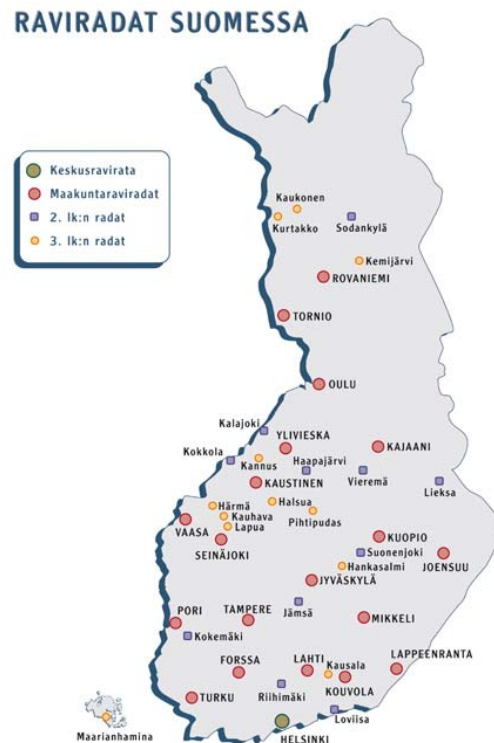 RAVIRADAT SUOMESSA
Keskusravirata
Maakuntaraviradat
2. lk:n radat
3. lk:n radat
Kaukonen
Kurtakko
Sodankylä
Kemijärvi
ROVANIEMI
TORNIO
OULU
Kalajoki
YLIVIESKA
KAJAANI
Kokkola
Kannus
Haapajärvi
Vieremä
KAUSTINEN
Lieksa
Härmä
Halsua
Kauhava
Pihtipudas
Lapua
VAASA
SEINÄJOKI
KUOPIO
Suonenjoki
JOENSUU
Hankasalmi
JYVÄSKYLÄ
PORI
TAMPERE
Jämsä
MIKKELI
Kokemäki
FORSSA
LAHTI
Kausala
LAPPEENRANTA
KOUVOLA
TURKU
Riihimäki
Loviisa
Maarianhamina
HELSINKI